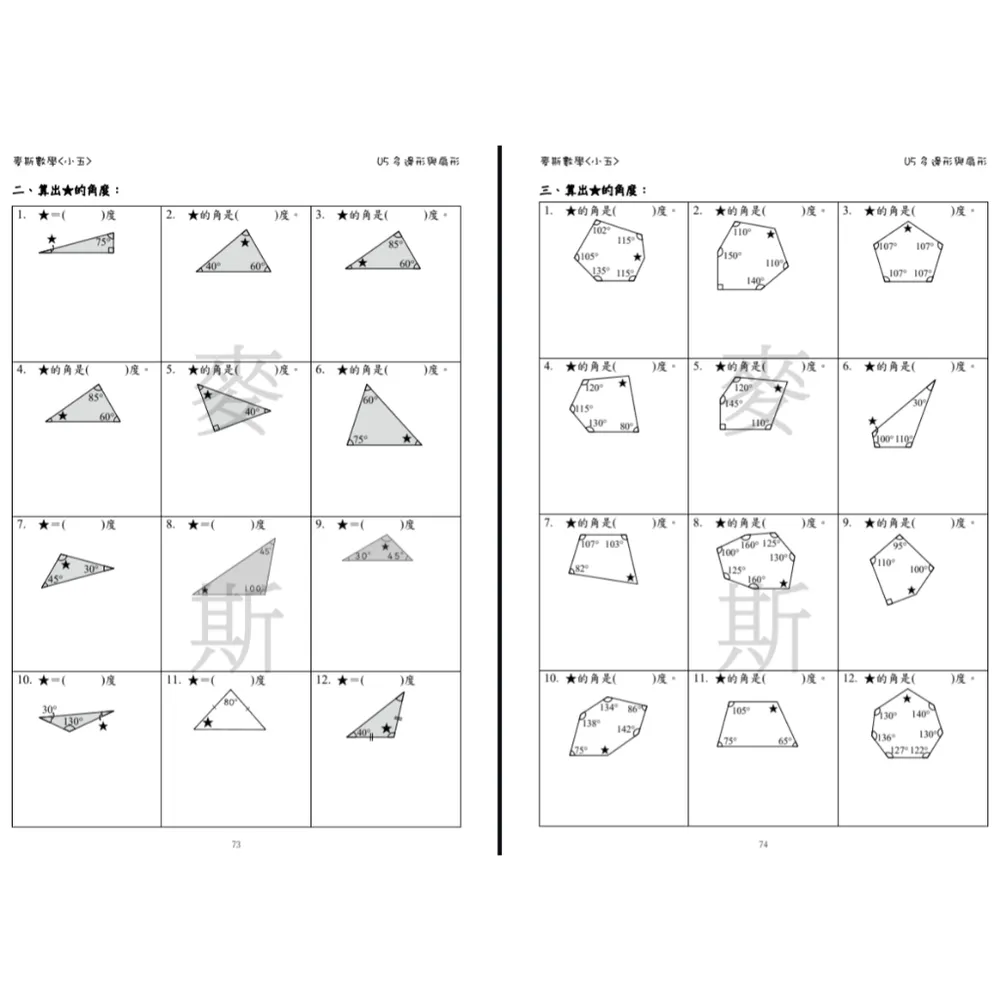 麥斯數學<小五>
U5 多邊形與扇形
二、算出★的角度：
1. ★＝( )度
75°
2. ★的角是( )度。
40° 60°
3. ★的角是( )度。
85°
60°
4. ★的角是( )度。
85°
60°
5. ★的角是( )度。
40°
6. ★的角是( )度。
60°
75°
7. ★＝( )度
30°
45°
8. ★＝( )度
45°
100°
9. ★＝( )度
30° 45°
10. ★＝( )度
30°
130°
11. ★＝( )度
80°
12. ★＝( )度
40°
麥
斯
73
麥斯數學<小五>
U5 多邊形與扇形
三、算出★的角度：
1. ★的角是( )度。
102°
115°
105°
135° 115°
2. ★的角是( )度。
110°
150°
110°
140°
3. ★的角是( )度。
107° 107°
107° 107°
4. ★的角是( )度。
120°
115°
130° 80°
5. ★的角是( )度。
120°
145°
110°
6. ★的角是( )度。
30°
100° 110°
7. ★的角是( )度。
107° 103°
82°
8. ★的角是( )度。
160° 125°
100°
130°
125°
160°
9. ★的角是( )度。
95°
110°
100°
10. ★的角是( )度。
134° 86°
138°
142°
75°
11. ★的角是( )度。
105°
75° 65°
12. ★的角是( )度。
130° 140°
136° 130°
127° 122°
麥
斯
74